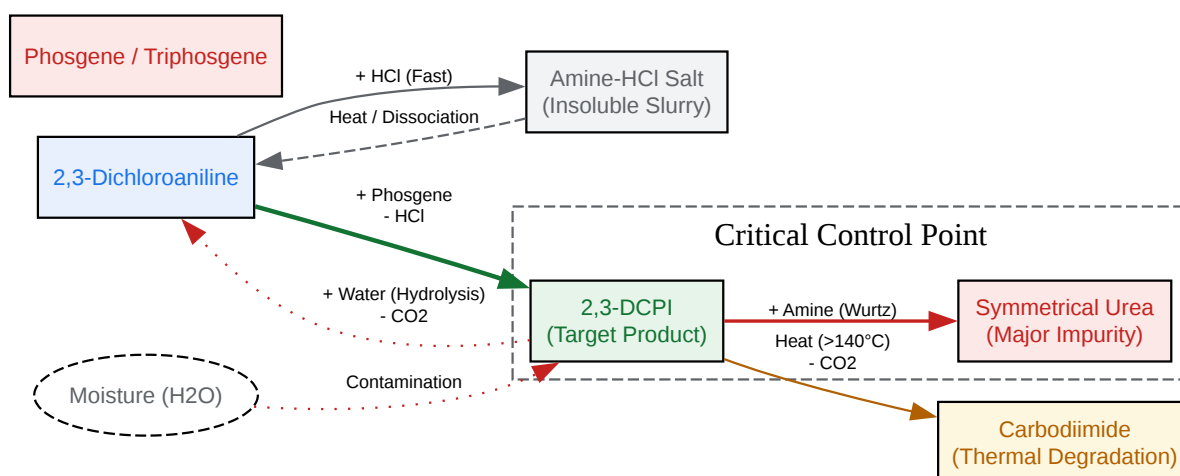 Phosgene / Triphosgene
+ HCl (Fast)
Amine-HCl Salt
(Insoluble Slurry)
Heat / Dissociation
2,3-Dichloroaniline
+ Phosgene
- HCl
Critical Control Point
+ Water (Hydrolysis)
- CO2
2,3-DCPI
(Target Product)
+ Amine (Wurtz)
Symmetrical Urea
(Major Impurity)
Heat (>140°C)
- CO2
Moisture (H2O)
Contamination
Carbodiimide
(Thermal Degradation)